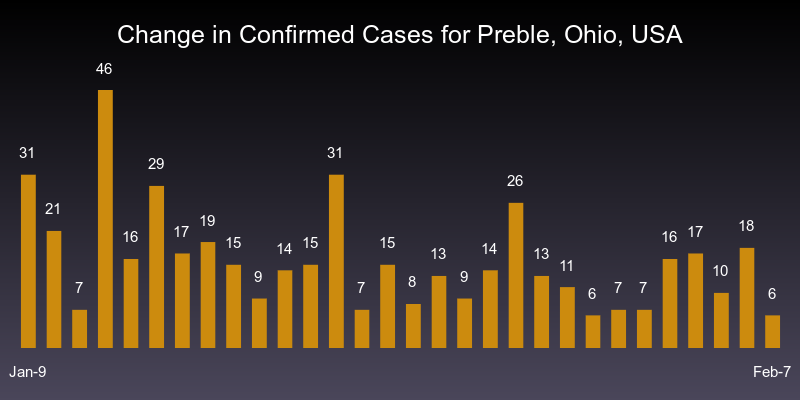 Change in Confirmed Cases for Preble, Ohio, USA
31 21 7 46 16 29 17 19 15 9 14 15 31 7 15 8 13 9 14 26 13 11 6 7 7 16 17 10 18 6
Jan-9 Feb-7